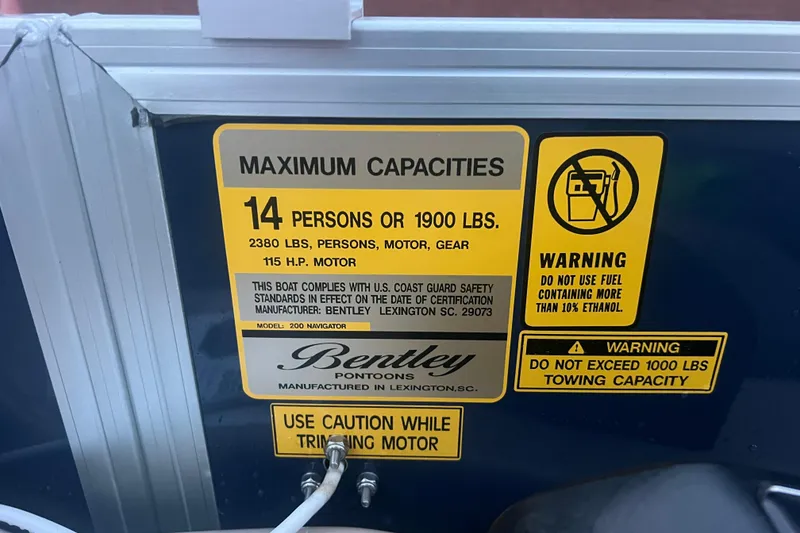 MAXIMUM CAPACITIES
14 PERSONS OR 1900 LBS.
2380 LBS, PERSONS, MOTOR, GEAR
115 H.P. MOTOR
THIS BOAT COMPLIES WITH U.S. COAST GUARD SAFETY
STANDARDS IN EFFECT ON THE DATE OF CERTIFICATION
MANUFACTURER: BENTLEY LEXINGTON SC. 29073
MODEL: 200 NAVIGATOR
Bentley
PONTOONS
MANUFACTURED IN LEXINGTON,SC.
WARNING
DO NOT USE FUEL
CONTAINING MORE
THAN 10% ETHANOL.
WARNING
DO NOT EXCEED 1000 LBS
TOWING CAPACITY
USE CAUTION WHILE
TRIMMING MOTOR